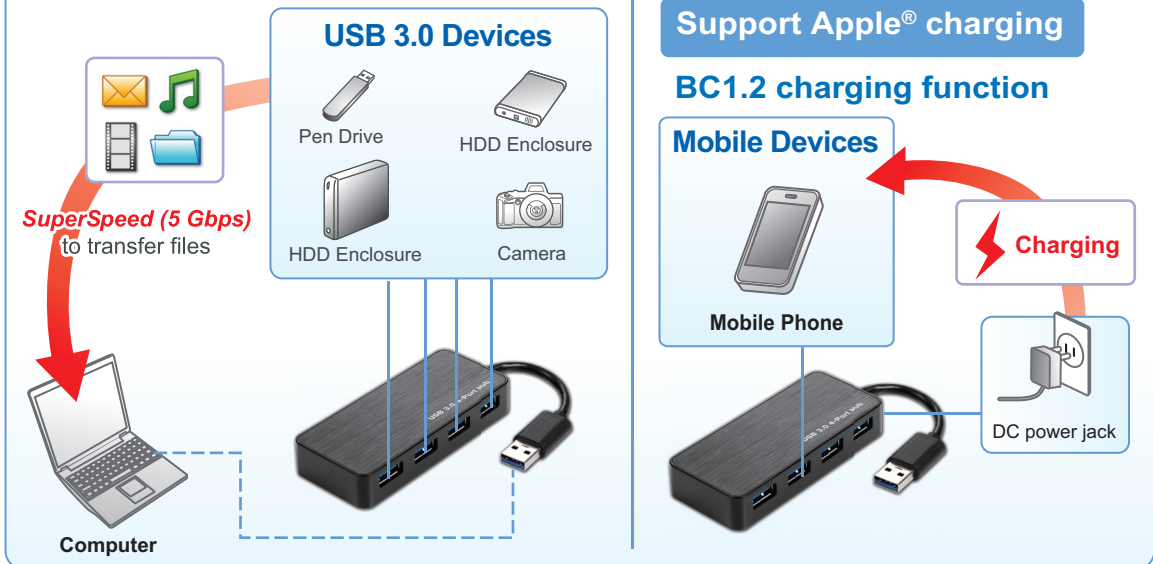 USB 3.0 Devices
Pen Drive
HDD Enclosure
HDD Enclosure
Camera
SuperSpeed (5 Gbps)
to transfer files
USB 3.0 4-Port Hub
Computer
Support Apple® charging
BC1.2 charging function
Mobile Devices
Mobile Phone
Charging
DC power jack
USB 3.0 4-Port Hub